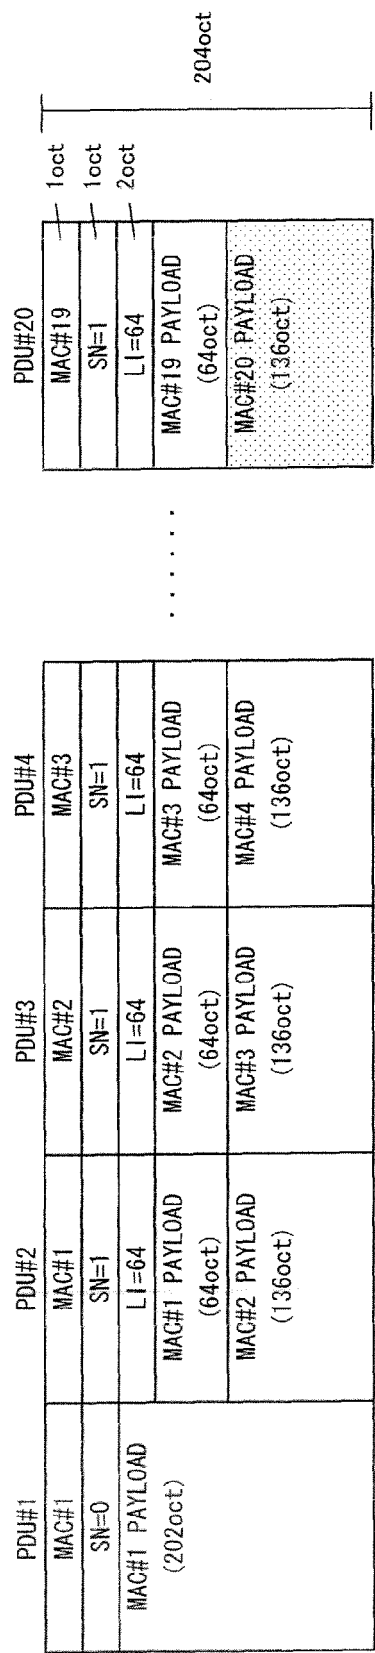 PDU#1
MAC#1
SN=0
MAC#1 PAYLOAD
(202oct)
PDU#2
MAC#1
SN=1
LI=64
MAC#1 PAYLOAD
(64oct)
MAC#2 PAYLOAD
(136oct)
PDU#3
MAC#2
SN=1
LI=64
MAC#2 PAYLOAD
(64oct)
MAC#3 PAYLOAD
(136oct)
PDU#4
MAC#3
SN=1
LI=64
MAC#3 PAYLOAD
(64oct)
MAC#4 PAYLOAD
(136oct)
......
PDU#20
MAC#19
SN=1
LI=64
MAC#19 PAYLOAD
(64oct)
MAC#20 PAYLOAD
(136oct)
1oct
1oct
2oct
204oct